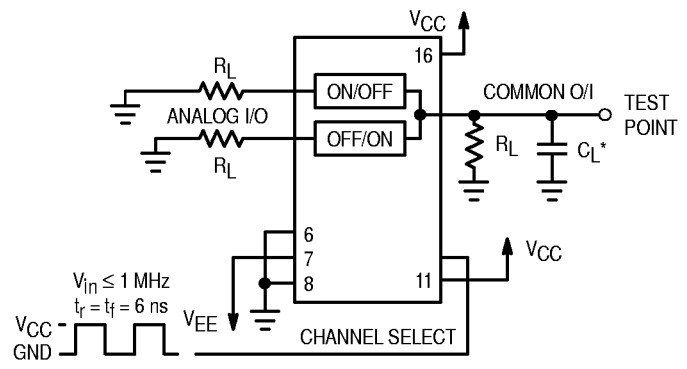 VCC
16
RL
ON/OFF
COMMON O/I
TEST
POINT
ANALOG I/O
OFF/ON
RL
RL
CL*
6
7
8
11
VCC
Vin ≤ 1 MHz
tr = tf = 6 ns
VEE
VCC
GND
CHANNEL SELECT